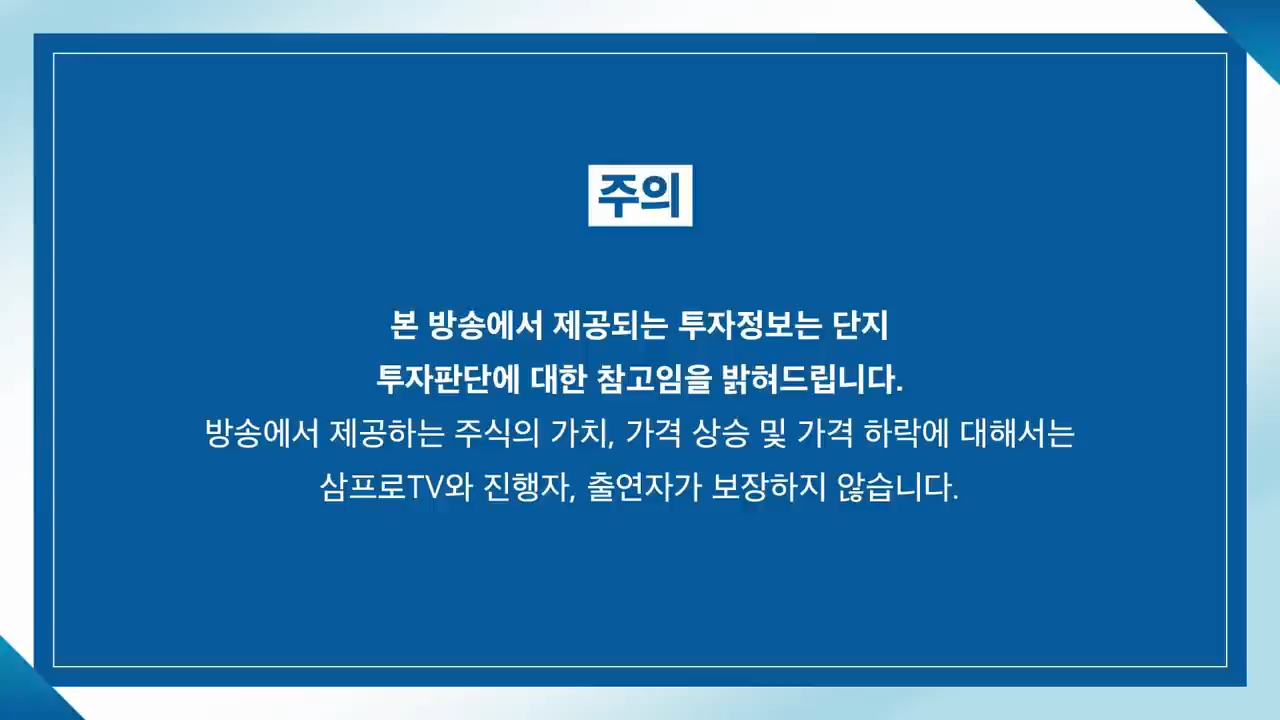 주의
본 방송에서 제공되는 투자정보는 단지
투자판단에 대한 참고임을 밝혀드립니다.
방송에서 제공하는 주식의 가치, 가격 상승 및 가격 하락에 대해서는
삼프로TV와 진행자, 출연자가 보장하지 않습니다.